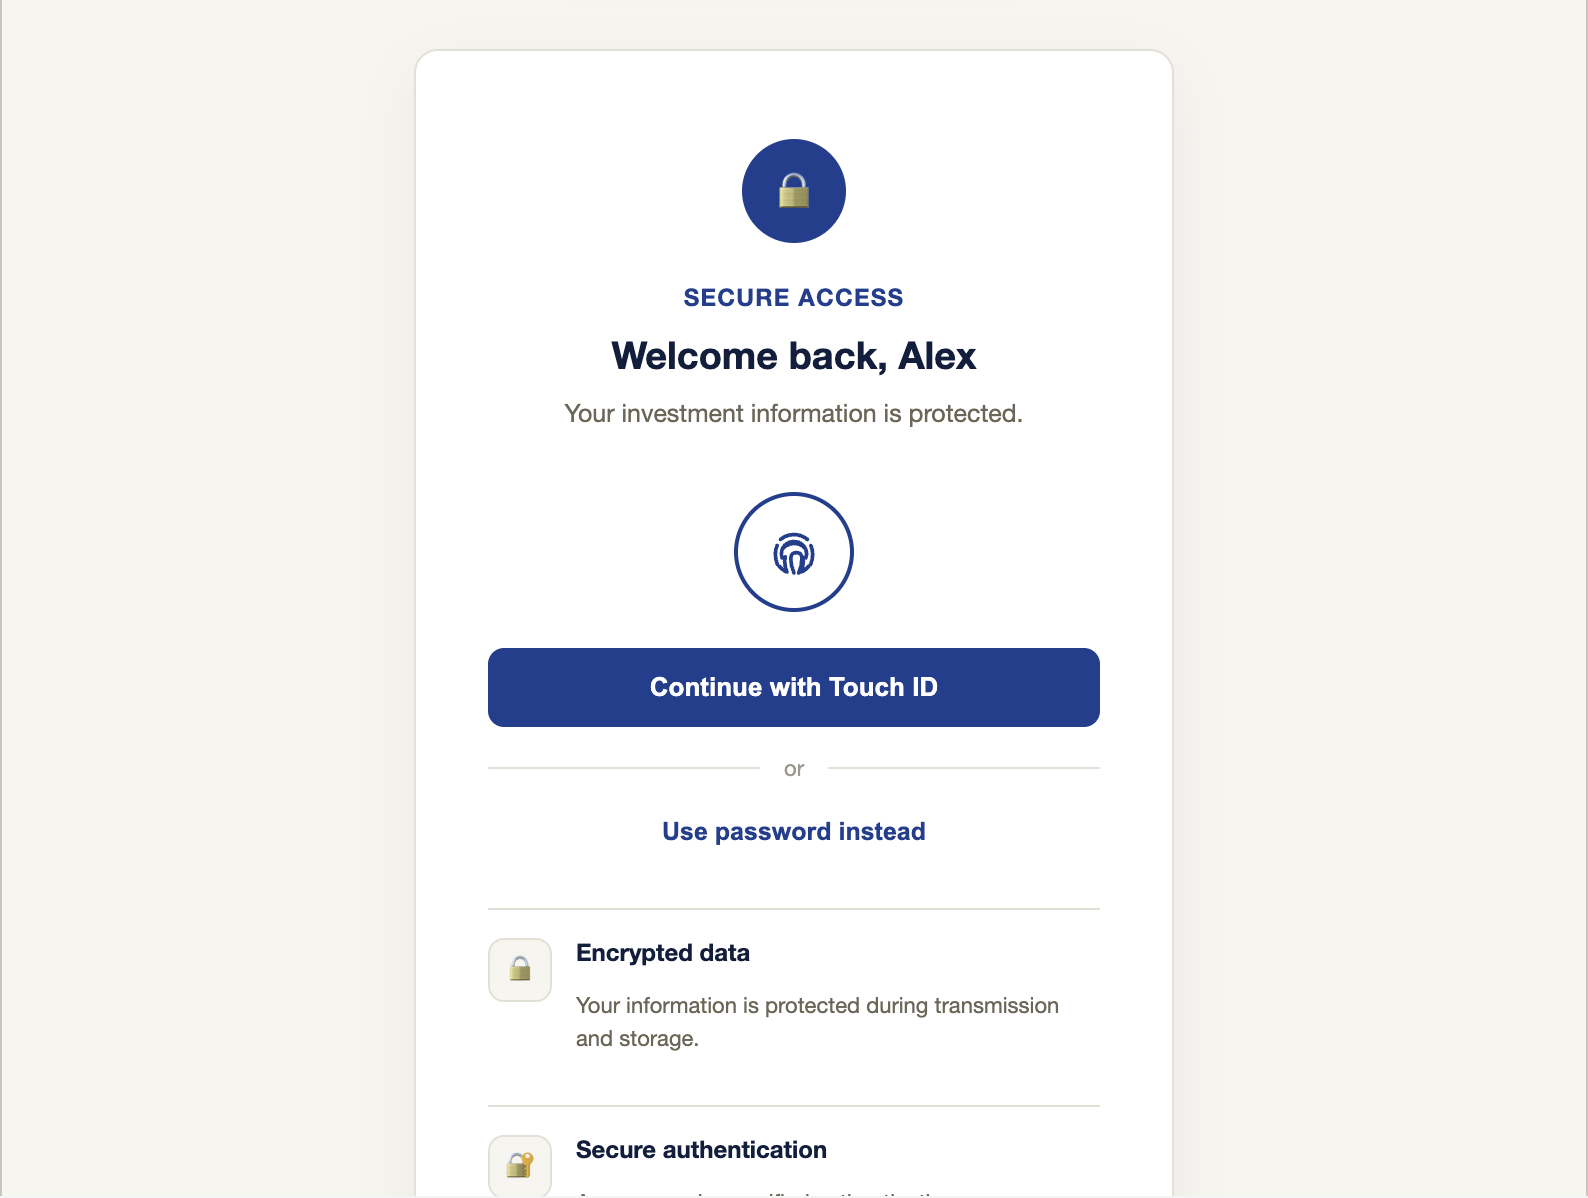 SECURE ACCESS
Welcome back, Alex
Your investment information is protected.
Continue with Touch ID
or
Use password instead
Encrypted data
Your information is protected during transmission
and storage.
Secure authentication